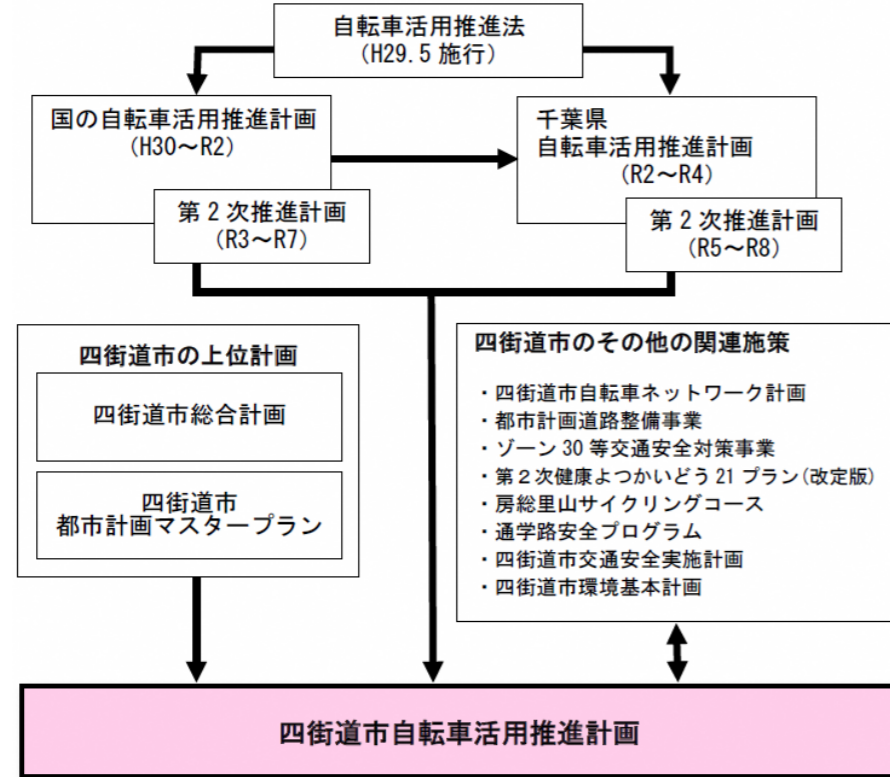 自転車活用推進法
（H29.5 施行）
国の自転車活用推進計画
（H30～R2）
千葉県
自転車活用推進計画
（R2～R4）
第２次推進計画
（R3～R7）
第２次推進計画
（R5～R8）
四街道市の上位計画
四街道市総合計画
四街道市
都市計画マスタープラン
四街道市のその他の関連施策
・四街道市自転車ネットワーク計画
・都市計画道路整備事業
・ゾーン 30 等交通安全対策事業
・第２次健康よつかいどう 21 プラン(改定版)
・房総里山サイクリングコース
・通学路安全プログラム
・四街道市交通安全実施計画
・四街道市環境基本計画
四街道市自転車活用推進計画